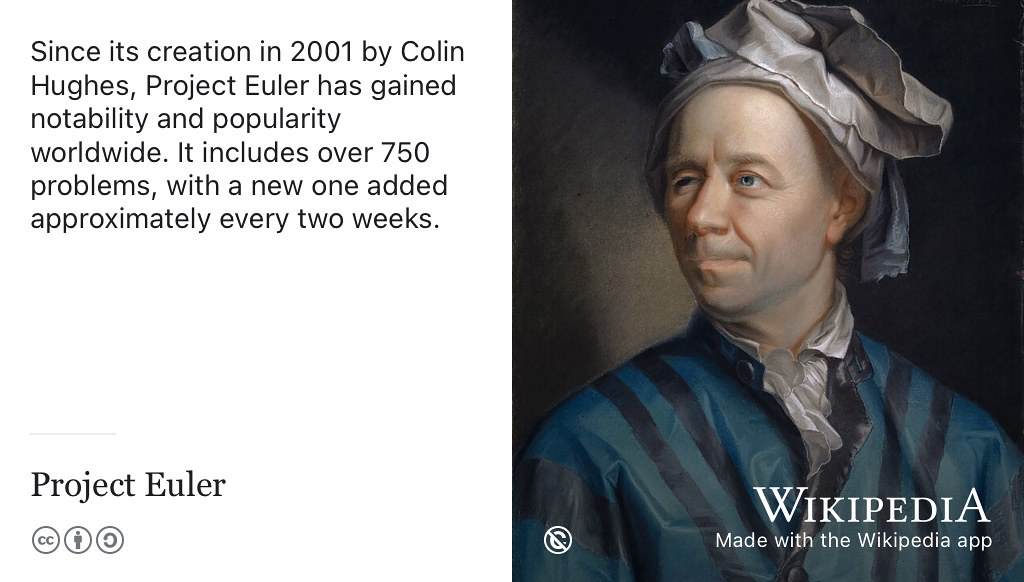 Since its creation in 2001 by Colin
Hughes, Project Euler has gained
notability and popularity
worldwide. It includes over 750
problems, with a new one added
approximately every two weeks.
Project Euler
cc
WIKIPEDIA
Made with the Wikipedia app